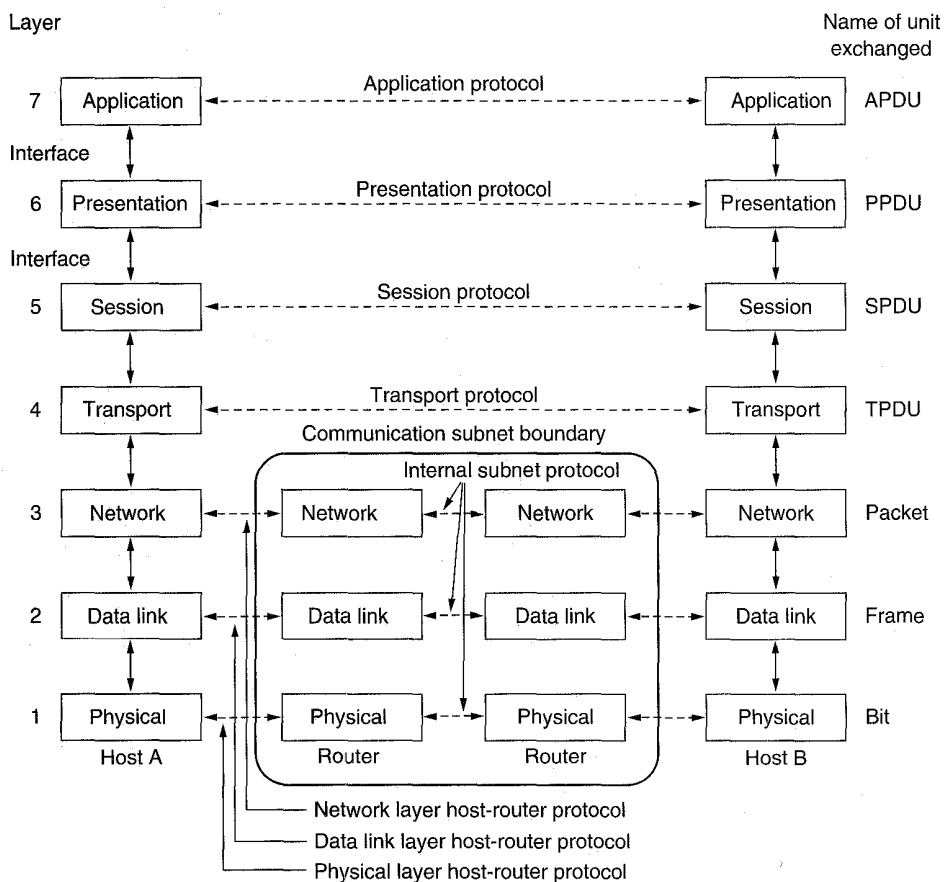 Layer
Name of unit
exchanged
Application protocol
7 Application Application APDU
Interface
Presentation protocol
6 Presentation Presentation PPDU
Interface
Session protocol
5 Session Session SPDU
Transport protocol
4 Transport Transport TPDU
Communication subnet boundary
Internal subnet protocol
3 Network Network Network Network Packet
2 Data link Data link Data link Data link Frame
1 Physical Physical Physical Physical Bit
Host A Router Router Host B
Network layer host-router protocol
Data link layer host-router protocol
Physical layer host-router protocol